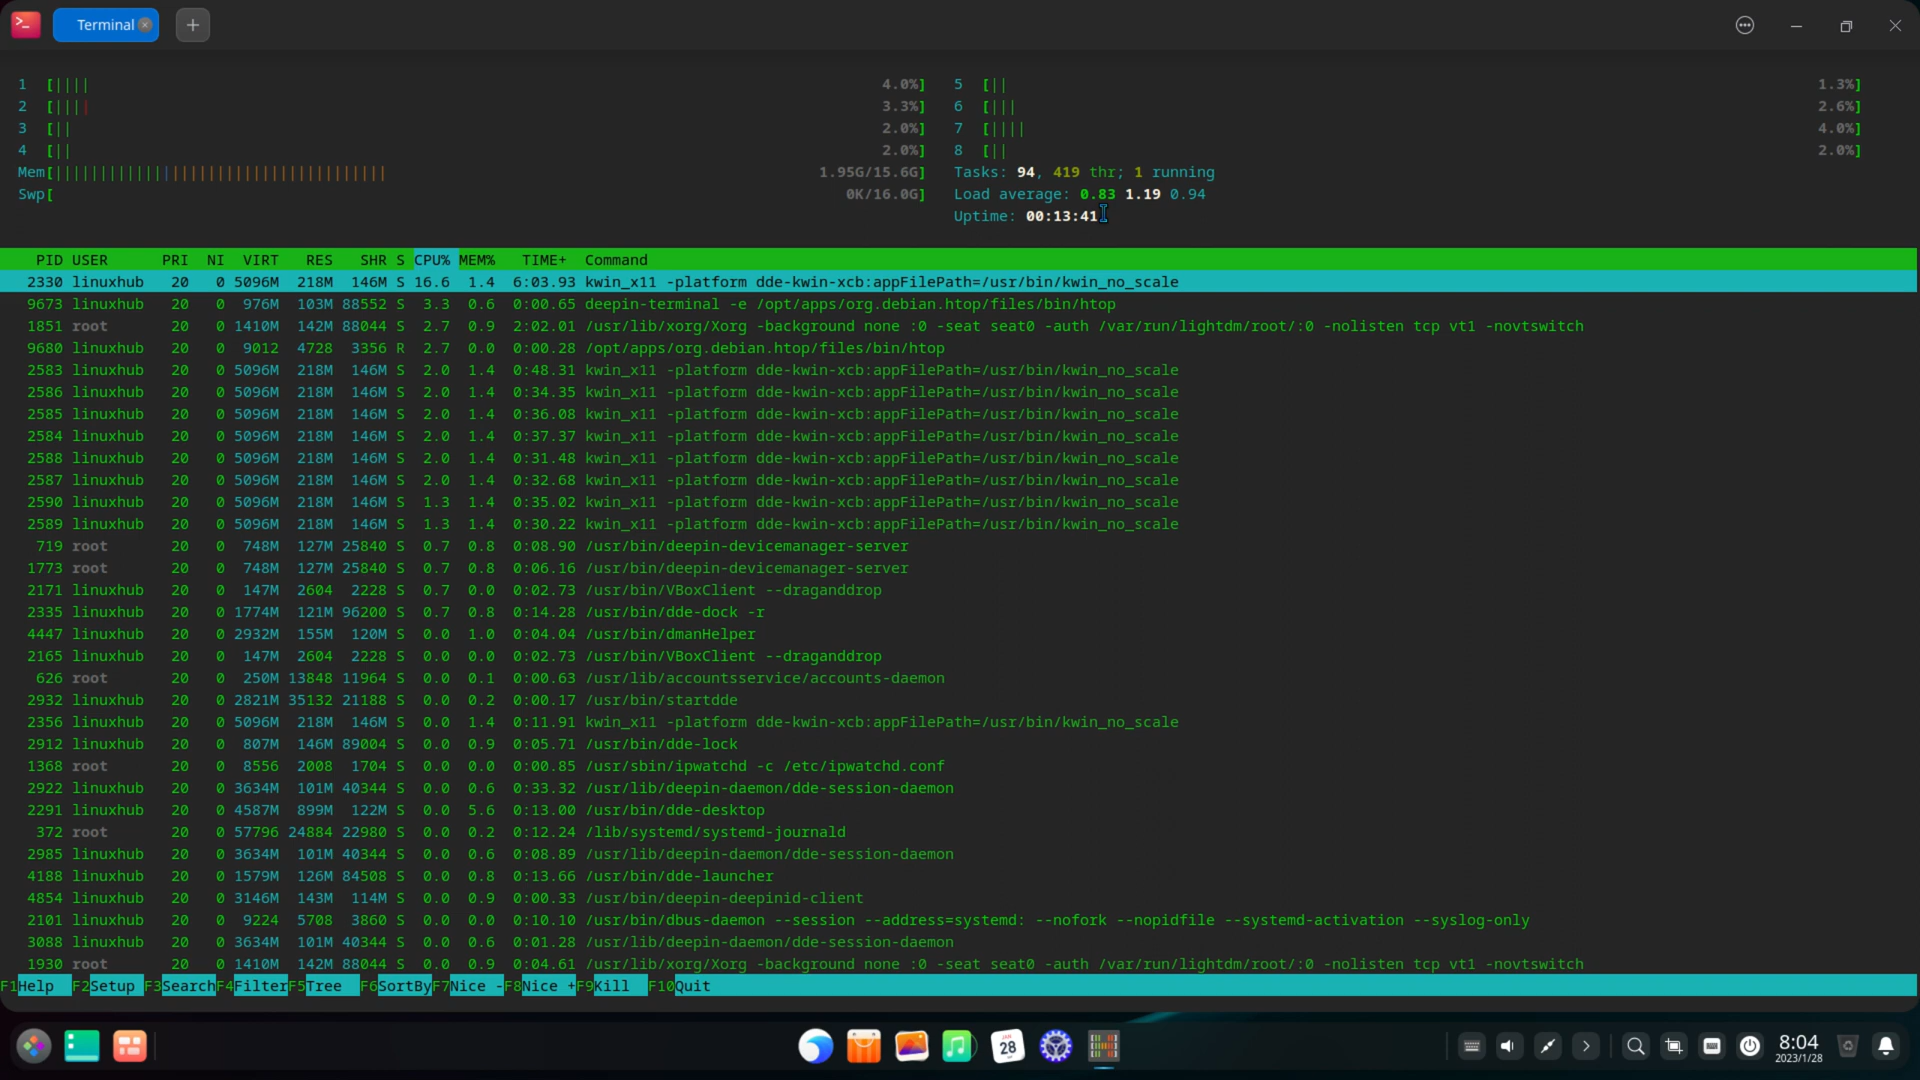 Terminal
1 [|||| 4.0%] 5 [|| 1.3%]
2 [|||| 3.3%] 6 [||| 2.6%]
3 [|| 2.0%] 7 [|||| 4.0%]
4 [|| 2.0%] 8 [|| 2.0%]
Mem[||||||||||||||||||||||||||||||||||||| 1.95G/15.6G] Tasks: 94, 419 thr; 1 running
Swp[ 0K/16.0G] Load average: 0.83 1.19 0.94
Uptime: 00:13:41
PID USER PRI NI VIRT RES SHR S CPU% MEM% TIME+ Command
2330 linuxhub 20 0 5096M 218M 146M S 16.6 1.4 6:03.93 kwin_x11 -platform dde-kwin-xcb:appFilePath=/usr/bin/kwin_no_scale
9673 linuxhub 20 0 976M 103M 88552 S 3.3 0.6 0:00.65 deepin-terminal -e /opt/apps/org.debian.htop/files/bin/htop
1851 root 20 0 1410M 142M 88044 S 2.7 0.9 2:02.01 /usr/lib/xorg/Xorg -background none :0 -seat seat0 -auth /var/run/lightdm/root/:0 -nolisten tcp vt1 -novtswitch
9680 linuxhub 20 0 9012 4728 3356 R 2.7 0.0 0:00.28 /opt/apps/org.debian.htop/files/bin/htop
2583 linuxhub 20 0 5096M 218M 146M S 2.0 1.4 0:48.31 kwin_x11 -platform dde-kwin-xcb:appFilePath=/usr/bin/kwin_no_scale
2586 linuxhub 20 0 5096M 218M 146M S 2.0 1.4 0:34.35 kwin_x11 -platform dde-kwin-xcb:appFilePath=/usr/bin/kwin_no_scale
2585 linuxhub 20 0 5096M 218M 146M S 2.0 1.4 0:36.08 kwin_x11 -platform dde-kwin-xcb:appFilePath=/usr/bin/kwin_no_scale
2584 linuxhub 20 0 5096M 218M 146M S 2.0 1.4 0:37.37 kwin_x11 -platform dde-kwin-xcb:appFilePath=/usr/bin/kwin_no_scale
2588 linuxhub 20 0 5096M 218M 146M S 2.0 1.4 0:31.48 kwin_x11 -platform dde-kwin-xcb:appFilePath=/usr/bin/kwin_no_scale
2587 linuxhub 20 0 5096M 218M 146M S 2.0 1.4 0:32.68 kwin_x11 -platform dde-kwin-xcb:appFilePath=/usr/bin/kwin_no_scale
2590 linuxhub 20 0 5096M 218M 146M S 1.3 1.4 0:35.02 kwin_x11 -platform dde-kwin-xcb:appFilePath=/usr/bin/kwin_no_scale
2589 linuxhub 20 0 5096M 218M 146M S 1.3 1.4 0:30.22 kwin_x11 -platform dde-kwin-xcb:appFilePath=/usr/bin/kwin_no_scale
719 root 20 0 748M 127M 25840 S 0.7 0.8 0:08.90 /usr/bin/deepin-devicemanager-server
1773 root 20 0 748M 127M 25840 S 0.7 0.8 0:06.16 /usr/bin/deepin-devicemanager-server
2171 linuxhub 20 0 147M 2604 2228 S 0.7 0.0 0:02.73 /usr/bin/VBoxClient --draganddrop
2335 linuxhub 20 0 1774M 121M 96200 S 0.7 0.8 0:14.28 /usr/bin/dde-dock -r
4447 linuxhub 20 0 2932M 155M 120M S 0.0 1.0 0:04.04 /usr/bin/dmanHelper
2165 linuxhub 20 0 147M 2604 2228 S 0.0 0.0 0:02.73 /usr/bin/VBoxClient --draganddrop
626 root 20 0 250M 13848 11964 S 0.0 0.1 0:00.63 /usr/lib/accountsservice/accounts-daemon
2932 linuxhub 20 0 2821M 35132 21188 S 0.0 0.2 0:00.17 /usr/bin/startdde
2356 linuxhub 20 0 5096M 218M 146M S 0.0 1.4 0:11.91 kwin_x11 -platform dde-kwin-xcb:appFilePath=/usr/bin/kwin_no_scale
2912 linuxhub 20 0 807M 146M 89004 S 0.0 0.9 0:05.71 /usr/bin/dde-lock
1368 root 20 0 8556 2008 1704 S 0.0 0.0 0:00.85 /usr/sbin/ipwatchd -c /etc/ipwatchd.conf
2922 linuxhub 20 0 3634M 101M 40344 S 0.0 0.6 0:33.32 /usr/lib/deepin-daemon/dde-session-daemon
2291 linuxhub 20 0 4587M 899M 122M S 0.0 5.6 0:13.00 /usr/bin/dde-desktop
372 root 20 0 57796 24884 22980 S 0.0 0.2 0:12.24 /lib/systemd/systemd-journald
2985 linuxhub 20 0 3634M 101M 40344 S 0.0 0.6 0:08.89 /usr/lib/deepin-daemon/dde-session-daemon
4188 linuxhub 20 0 1579M 126M 84508 S 0.0 0.8 0:13.66 /usr/bin/dde-launcher
4854 linuxhub 20 0 3146M 143M 114M S 0.0 0.9 0:00.33 /usr/bin/deepin-deepinid-client
2101 linuxhub 20 0 9224 5708 3860 S 0.0 0.0 0:10.10 /usr/bin/dbus-daemon --session --address=systemd: --nofork --nopidfile --systemd-activation --syslog-only
3088 linuxhub 20 0 3634M 101M 40344 S 0.0 0.6 0:01.28 /usr/lib/deepin-daemon/dde-session-daemon
1930 root 20 0 1410M 142M 88044 S 0.0 0.9 0:04.61 /usr/lib/xorg/Xorg -background none :0 -seat seat0 -auth /var/run/lightdm/root/:0 -nolisten tcp vt1 -novtswitch
F1Help F2Setup F3SearchF4FilterF5Tree F6SortByF7Nice -F8Nice +F9Kill F10Quit
JAN
28
8:04
2023/1/28